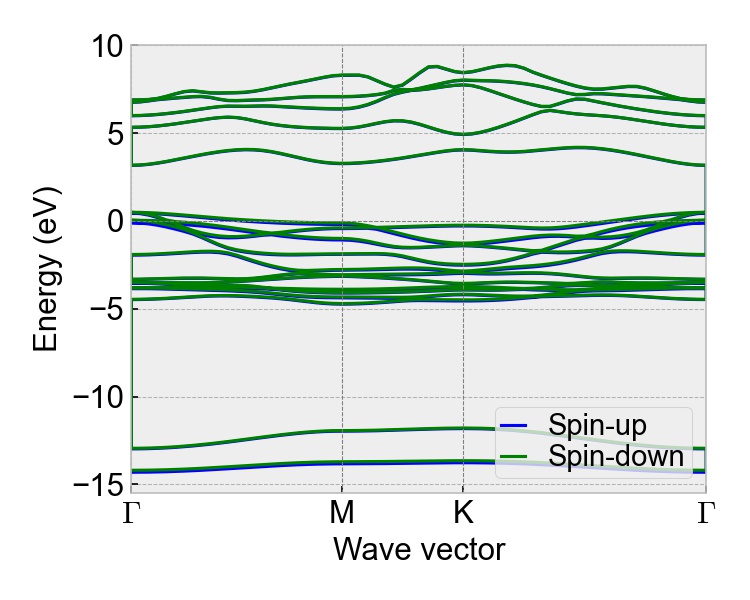 10
5
0
−5
−10
−15
Energy (eV)
Spin-up
Spin-down
Γ M K Γ
Wave vector